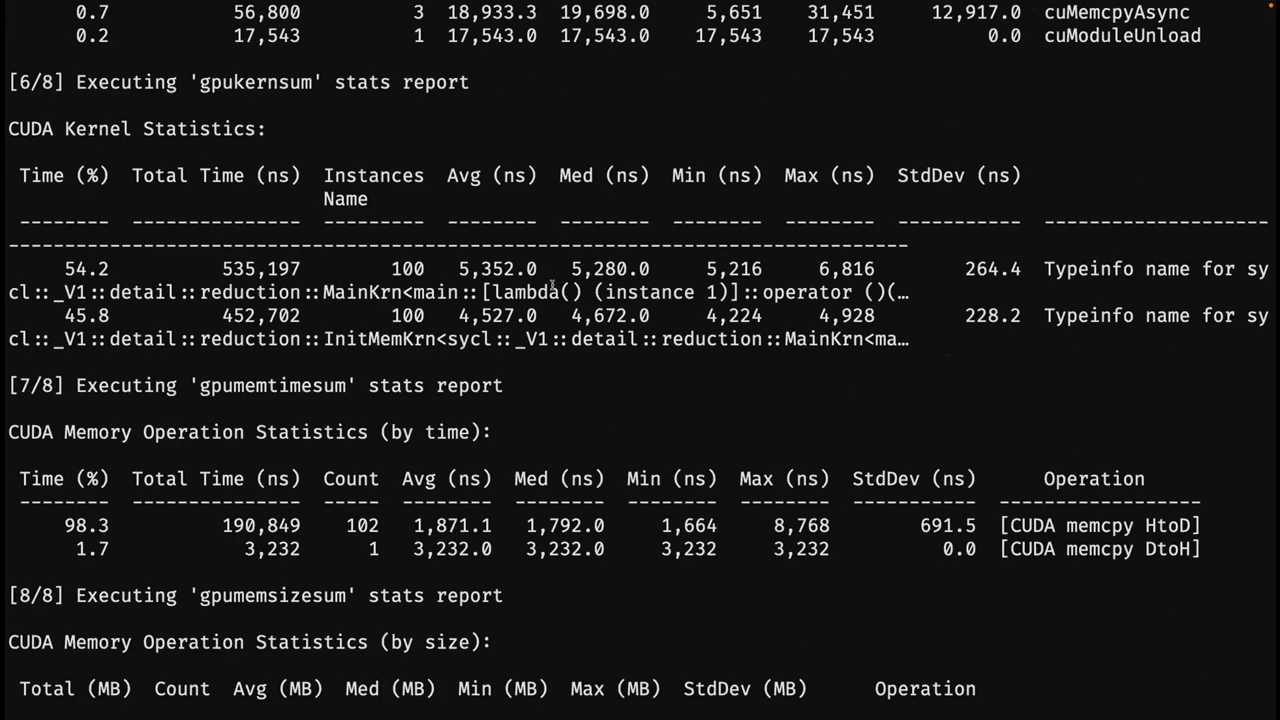 0.7 56,800 3 18,933.3 19,698.0 5,651 31,451 12,917.0 cuMemcpyAsync
0.2 17,543 1 17,543.0 17,543.0 17,543 17,543 0.0 cuModuleUnload
[6/8] Executing 'gpukernsum' stats report
CUDA Kernel Statistics:
Time (%) Total Time (ns) Instances Avg (ns) Med (ns) Min (ns) Max (ns) StdDev (ns)
Name
-------- --------------- --------- -------- -------- -------- -------- ----------- --------------------
--------------------------------------------------------------------------------
54.2 535,197 100 5,352.0 5,280.0 5,216 6,816 264.4 Typeinfo name for sy
cl::_V1::detail::reduction::MainKrn<main::[lambda() (instance 1)]::operator ()(…
45.8 452,702 100 4,527.0 4,672.0 4,224 4,928 228.2 Typeinfo name for sy
cl::_V1::detail::reduction::InitMemKrn<sycl::_V1::detail::reduction::MainKrn<ma…
[7/8] Executing 'gpumemtimesum' stats report
CUDA Memory Operation Statistics (by time):
Time (%) Total Time (ns) Count Avg (ns) Med (ns) Min (ns) Max (ns) StdDev (ns) Operation
-------- --------------- ----- -------- -------- -------- -------- ----------- ------------------
98.3 190,849 102 1,871.1 1,792.0 1,664 8,768 691.5 [CUDA memcpy HtoD]
1.7 3,232 1 3,232.0 3,232.0 3,232 3,232 0.0 [CUDA memcpy DtoH]
[8/8] Executing 'gpumemsizesum' stats report
CUDA Memory Operation Statistics (by size):
Total (MB) Count Avg (MB) Med (MB) Min (MB) Max (MB) StdDev (MB) Operation